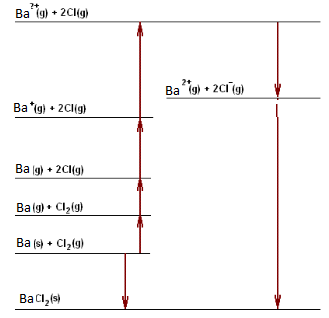 Ba²⁺(g) + 2Cl(g)
Ba²⁺(g) + 2Cl⁻(g)
Ba⁺(g) + 2Cl(g)
Ba (g) + 2Cl(g)
Ba (g) + Cl₂(g)
Ba (s) + Cl₂(g)
BaCl₂(s)